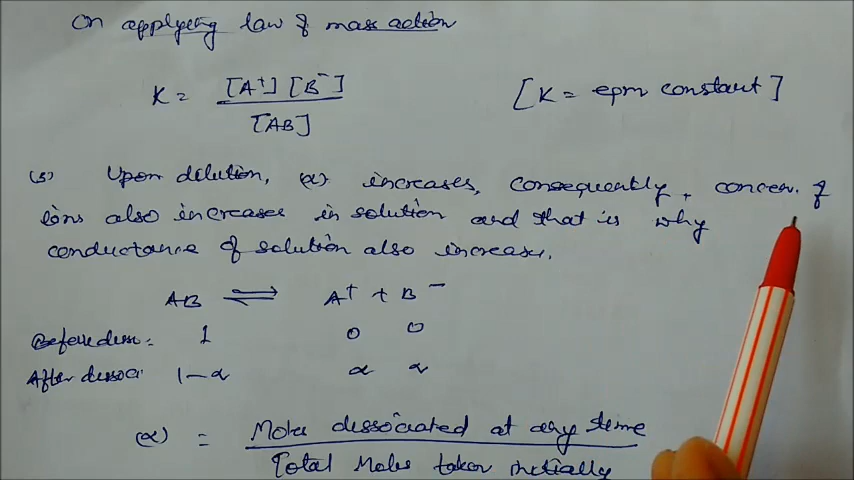 On applying law of mass action
K = [A⁺] [B⁻] / [AB] [K = eqm constant]
(5) Upon dilution, (α) increases, consequently, concen. of
ions also increases in solution and that is why
conductance of solution also increases.
AB ⇌ A⁺ + B⁻
Before disso: 1 0 0
After dissoci 1-α α α
(α) = Moles dissociated at any time / Total Moles taken initially